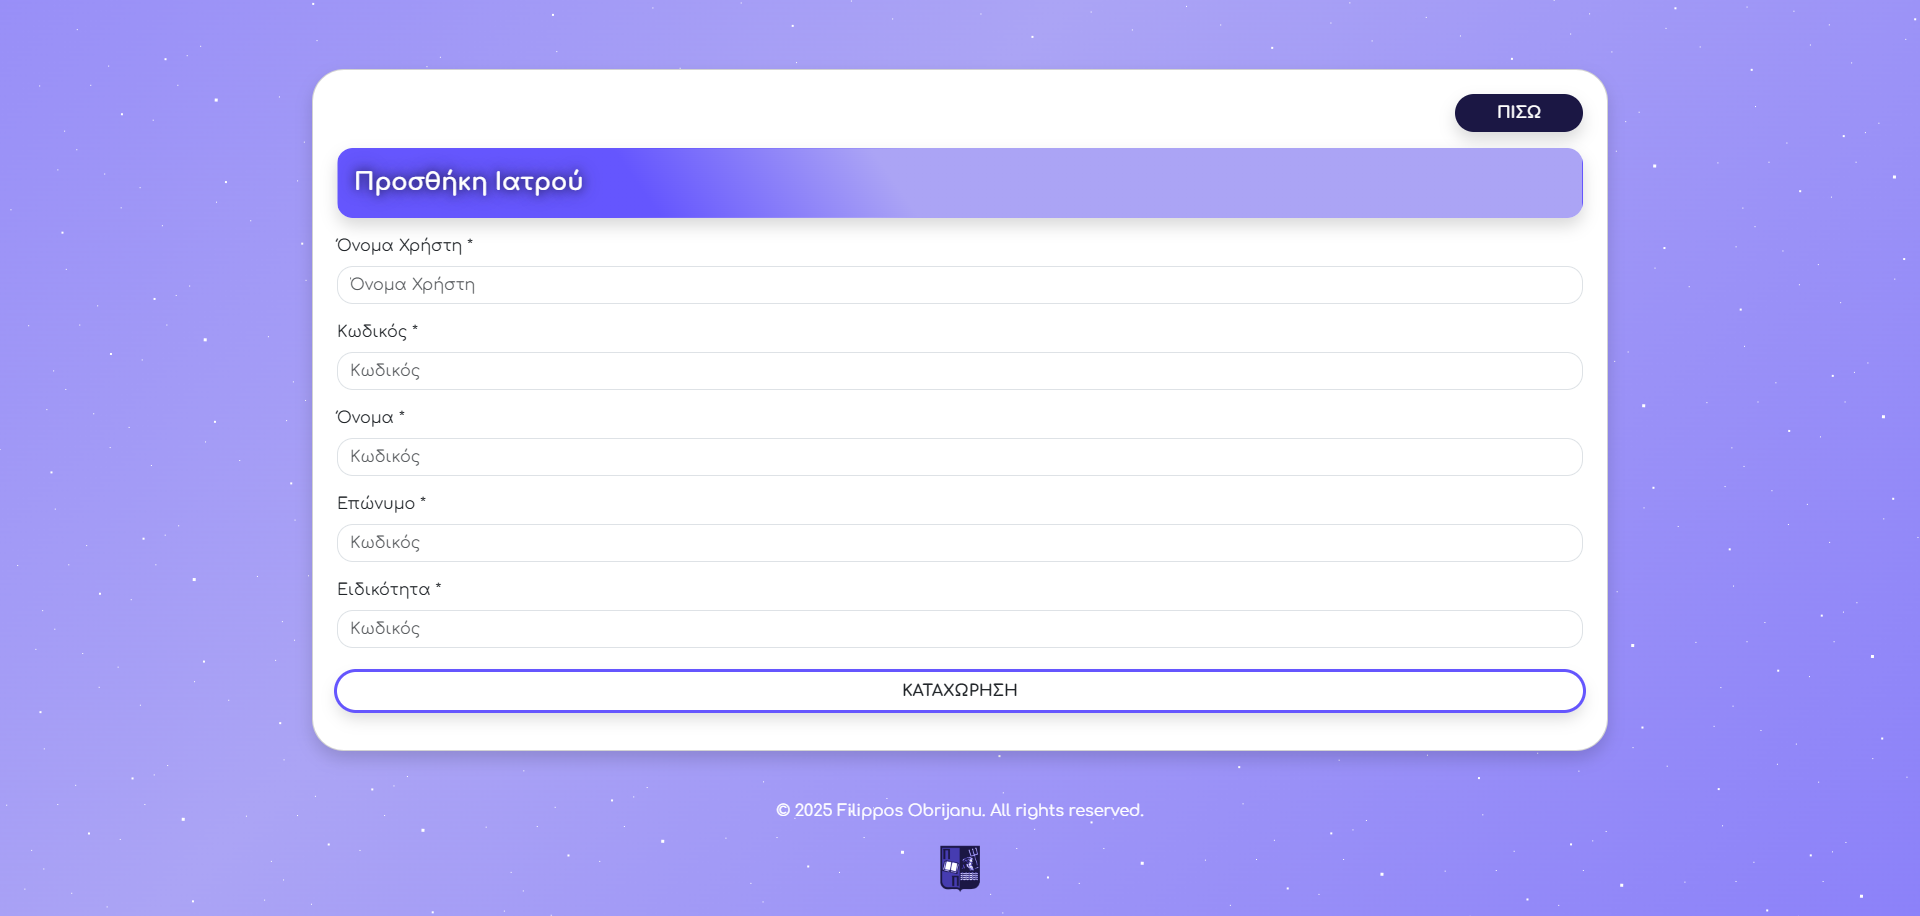 ΠΙΣΩ
Προσθήκη Ιατρού
Όνομα Χρήστη *
Όνομα Χρήστη
Κωδικός *
Κωδικός
Όνομα *
Κωδικός
Επώνυμο *
Κωδικός
Ειδικότητα *
Κωδικός
ΚΑΤΑΧΩΡΗΣΗ
© 2025 Filippos Obrijanu. All rights reserved.